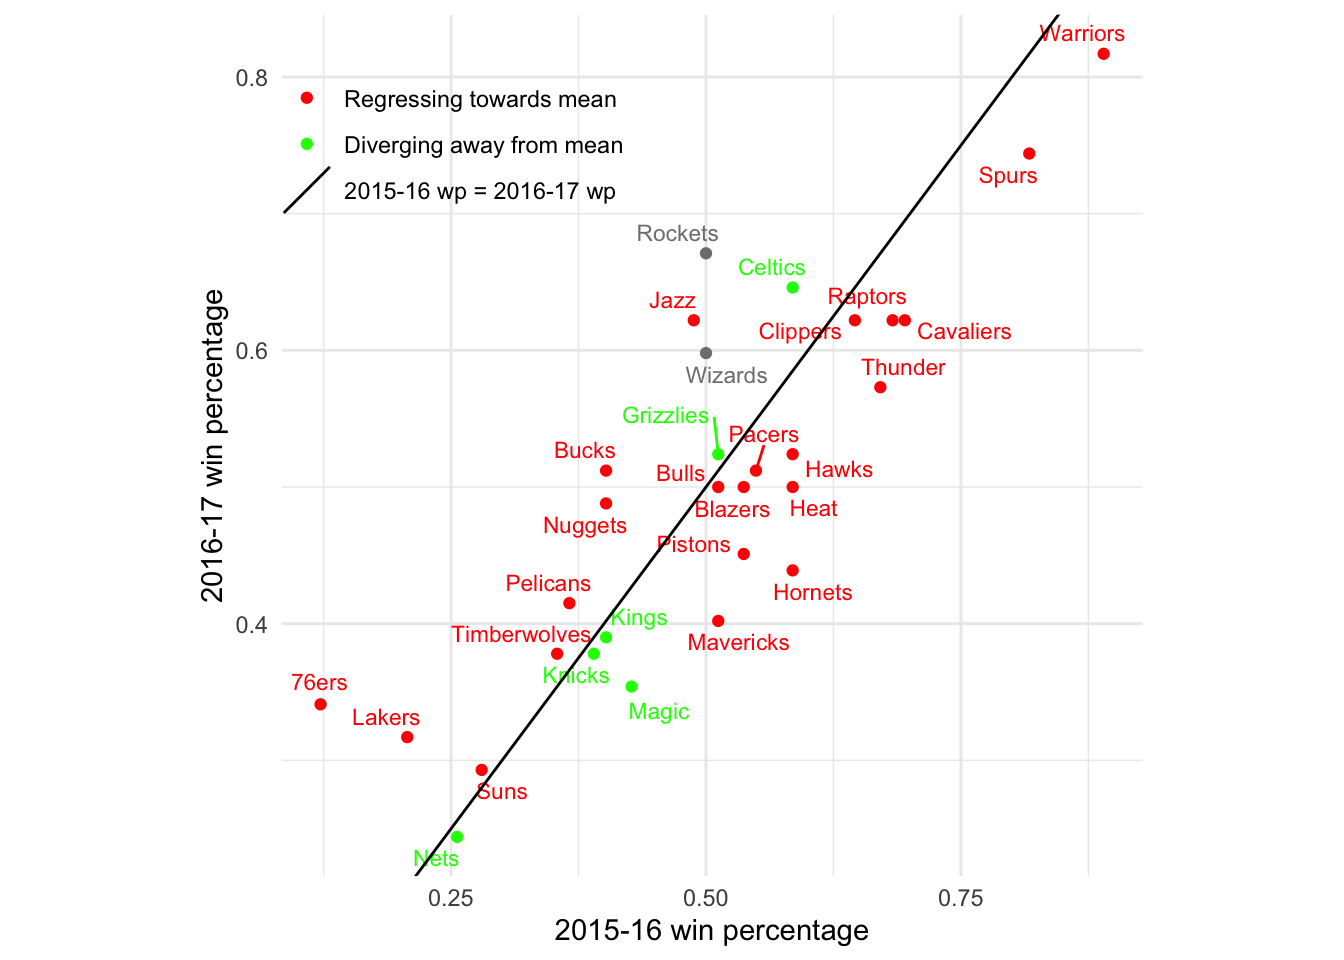 Warriors
0.8
Regressing towards mean
Diverging away from mean
Spurs
2015-16 wp = 2016-17 wp
Rockets
Celtics
Jazz
Raptors
Clippers
Cavaliers
0.6
Thunder
Wizards
Grizzlies
Pacers
Bucks
Hawks
Bulls
Blazers
Heat
Nuggets
Pistons
Pelicans
Hornets
Kings
0.4
Timberwolves
Mavericks
Knicks
76ers
Magic
Lakers
Suns
Nets
2016-17 win percentage
0.25 0.50 0.75
2015-16 win percentage